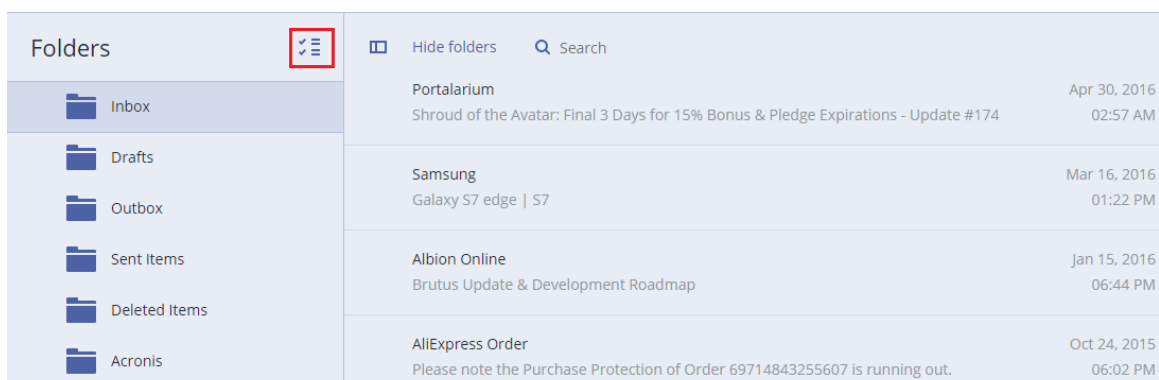 Folders
Inbox
Drafts
Outbox
Sent Items
Deleted Items
Acronis
Hide folders
Search
Portalarium
Apr 30, 2016
Shroud of the Avatar: Final 3 Days for 15% Bonus & Pledge Expirations - Update #174
02:57 AM
Samsung
Mar 16, 2016
Galaxy S7 edge | S7
01:22 PM
Albion Online
Jan 15, 2016
Brutus Update & Development Roadmap
06:44 PM
AliExpress Order
Oct 24, 2015
Please note the Purchase Protection of Order 69714843255607 is running out.
06:02 PM